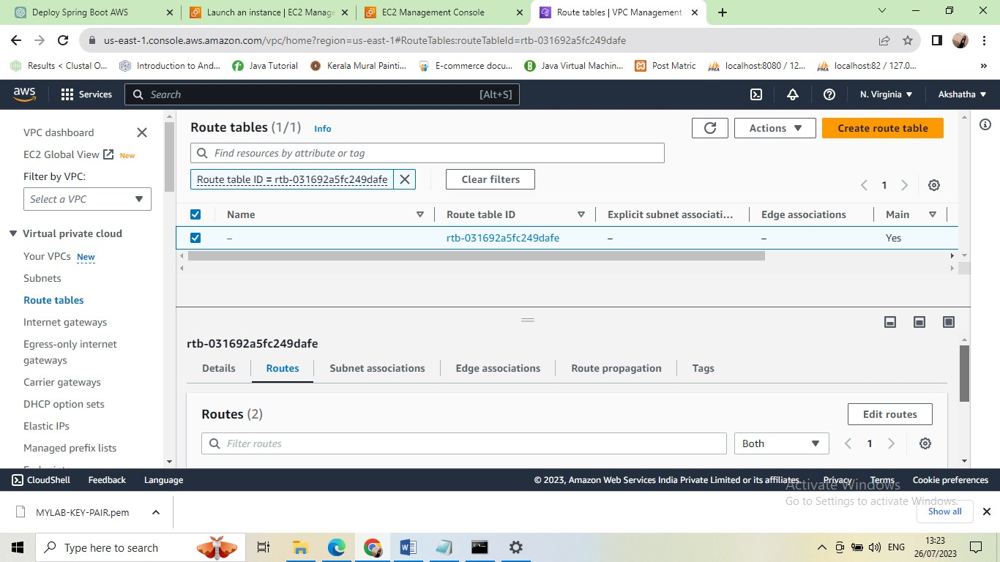 Deploy Spring Boot AWS
Launch an instance | EC2 Manage
EC2 Management Console
Route tables | VPC Management
us-east-1.console.aws.amazon.com/vpc/home?region=us-east-1#RouteTables:routeTableId=rtb-031692a5fc249dafe
Results < Clustal O...
Introduction to And...
Java Tutorial
Kerala Mural Painti...
E-commerce docu...
Java Virtual Machin...
Post Matric
localhost:8080 / 12...
localhost:82 / 127.0...
»
aws
Services
Search
[Alt+S]
N. Virginia
Akshatha
VPC dashboard
EC2 Global View New
Filter by VPC:
Select a VPC
Virtual private cloud
Your VPCs New
Subnets
Route tables
Internet gateways
Egress-only internet
gateways
Carrier gateways
DHCP option sets
Elastic IPs
Managed prefix lists
Endpoints
Route tables (1/1) Info
Actions
Create route table
Find resources by attribute or tag
Route table ID = rtb-031692a5fc249dafe
Clear filters
1
Name
Route table ID
Explicit subnet associati...
Edge associations
Main
–
rtb-031692a5fc249dafe
–
–
Yes
rtb-031692a5fc249dafe
Details
Routes
Subnet associations
Edge associations
Route propagation
Tags
Routes (2)
Edit routes
Filter routes
Both
1
CloudShell
Feedback
Language
© 2023, Amazon Web Services India Private Limited or its affiliates.
Privacy
Terms
Cookie preferences
Activate Windows
Go to Settings to activate Windows.
MYLAB-KEY-PAIR.pem
Show all
Type here to search
ENG
13:23
26/07/2023